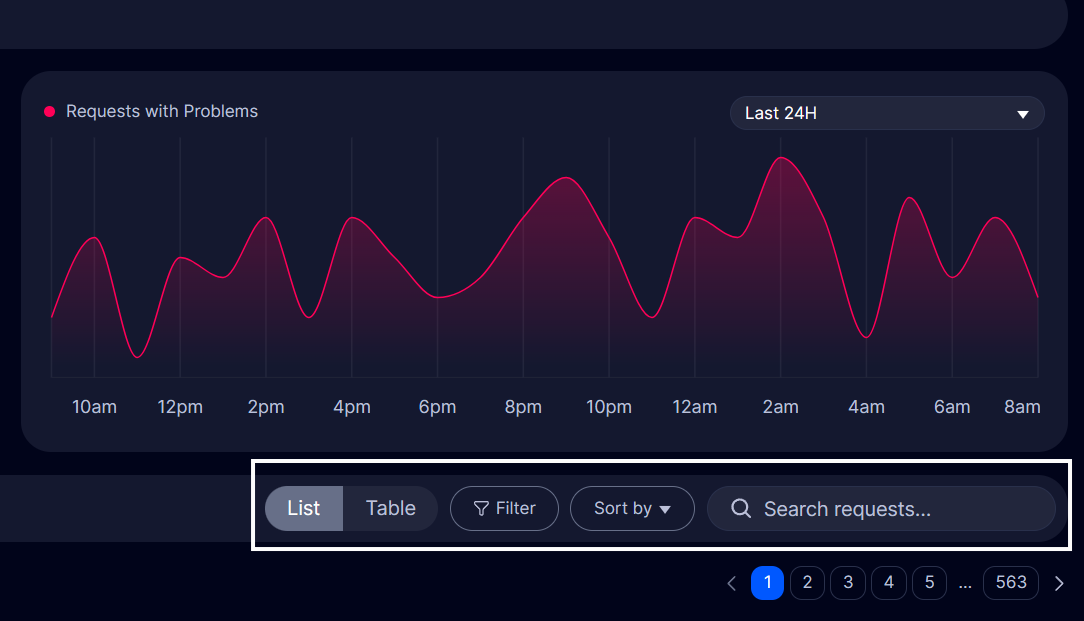 Requests with Problems
Last 24H
10am 12pm 2pm 4pm 6pm 8pm 10pm 12am 2am 4am 6am 8am
List Table Filter Sort by Search requests...
1 2 3 4 5 ... 563